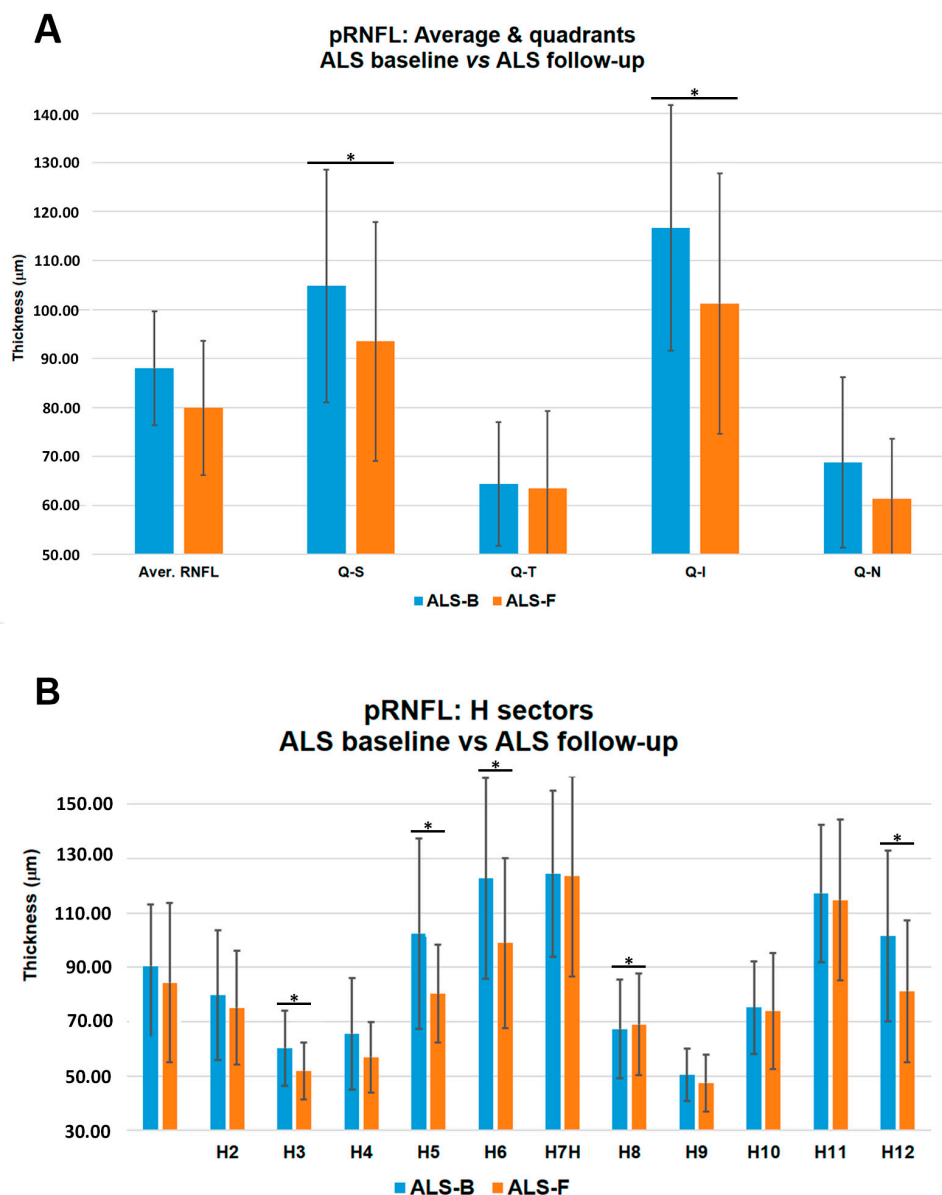 A
pRNFL: Average & quadrants
ALS baseline vs ALS follow-up
*
*
140.00
130.00
120.00
110.00
100.00
90.00
80.00
70.00
60.00
50.00
Thickness (μm)
Aver. RNFL Q-S Q-T Q-I Q-N
ALS-B ALS-F
B
pRNFL: H sectors
ALS baseline vs ALS follow-up
*
*
*
*
*
150.00
130.00
110.00
90.00
70.00
50.00
30.00
Thickness (μm)
H2 H3 H4 H5 H6 H7H H8 H9 H10 H11 H12
ALS-B ALS-F